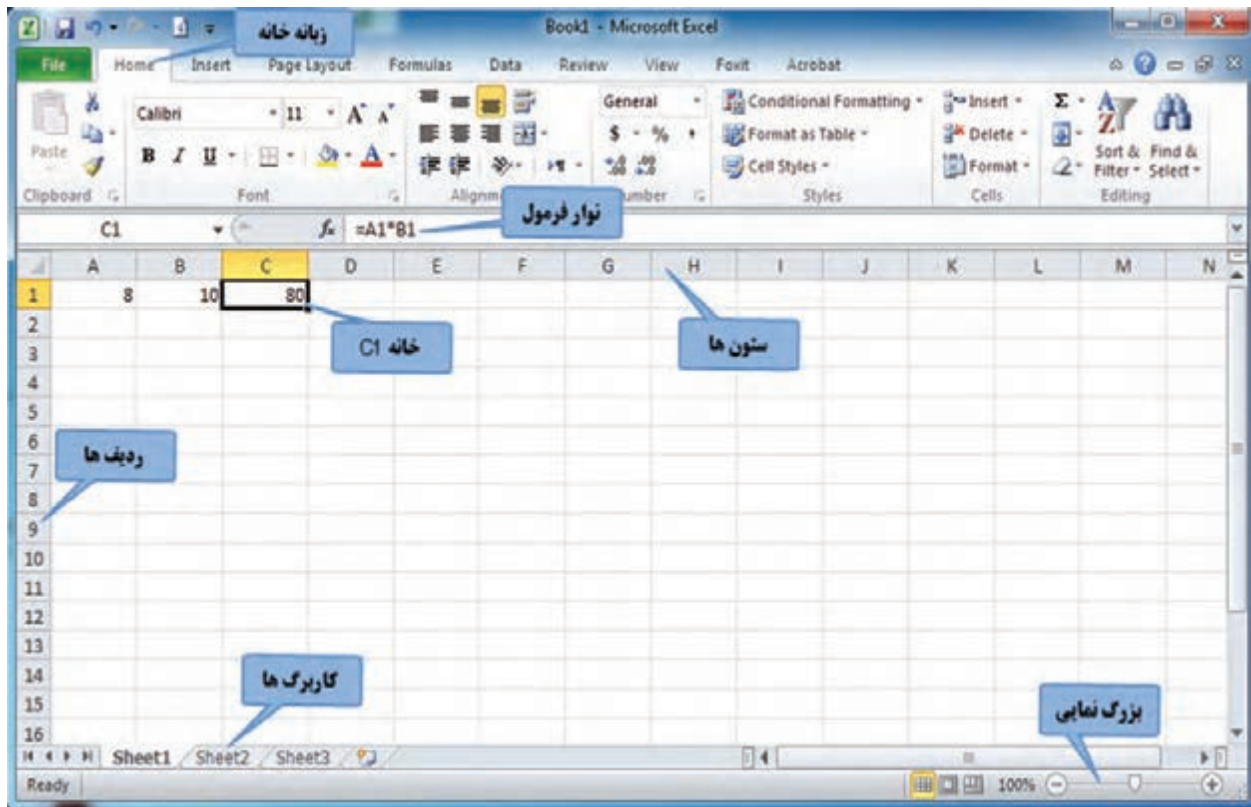 Book1 - Microsoft Excel
زبانه خانه
File Home Insert Page Layout Formulas Data Review View Foxit Acrobat
Calibri 11 A A General Conditional Formatting Insert Σ
Paste B I U A $ % , Format as Table Delete Sort & Find &
Cell Styles Format Filter Select
Clipboard Font Number Styles Cells Editing
نوار فرمول
C1 fx =A1*B1
A B C D E F G H I J K L M N
1 8 10 80
2
خانه C1
ستون ها
3
4
5
6
ردیف ها
7
8
9
10
11
12
13
14
کاربرگ ها
15
بزرگ نمایی
16
Sheet1 Sheet2 Sheet3
Ready 100%